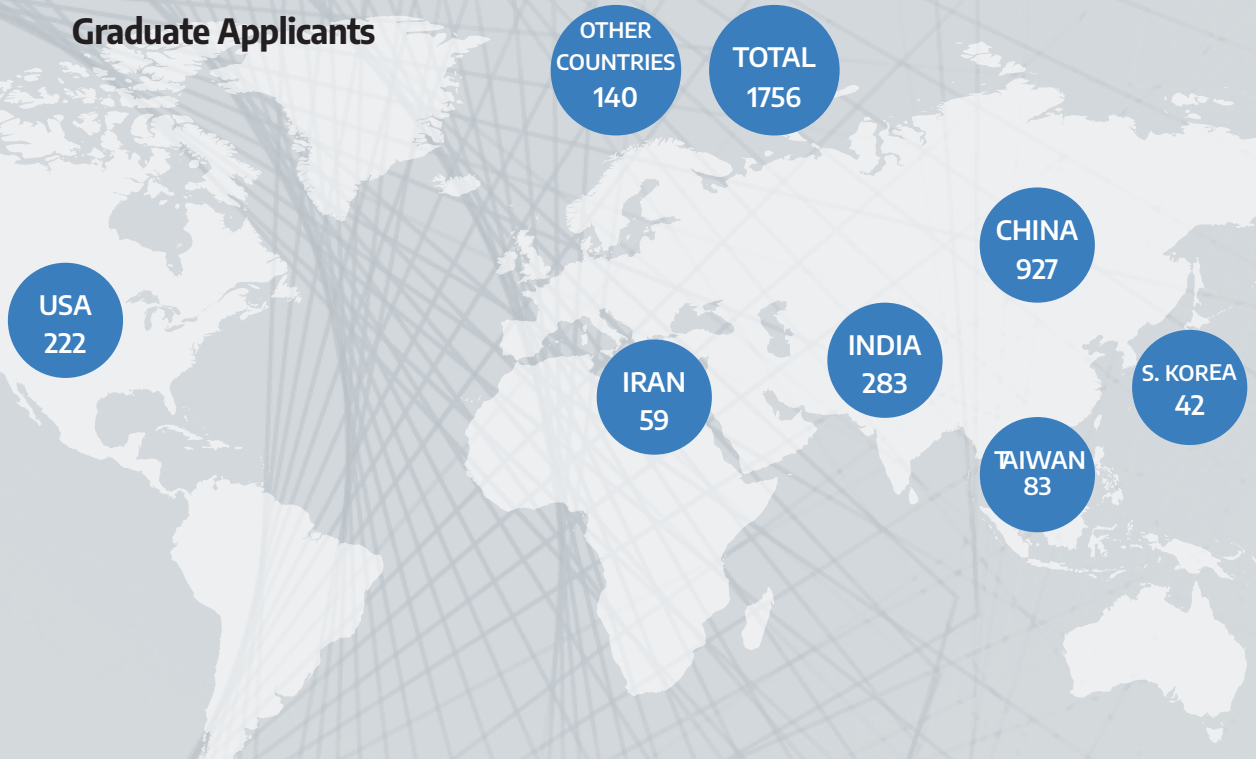 Graduate Applicants
OTHER
COUNTRIES
140
TOTAL
1756
CHINA
927
USA
222
INDIA
283
IRAN
59
S. KOREA
42
TAIWAN
83